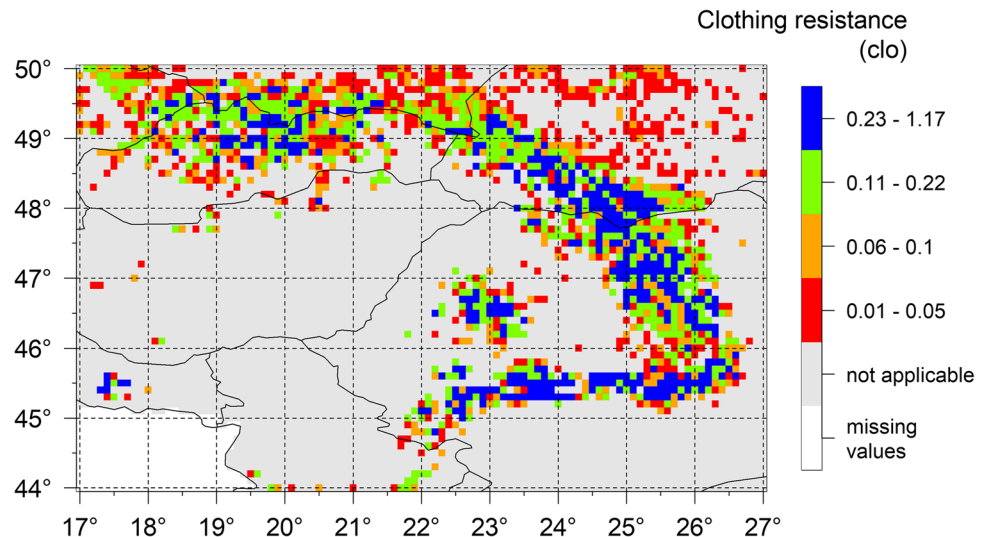 Clothing resistance
(clo)
50°
49°
48°
47°
46°
45°
44°
17° 18° 19° 20° 21° 22° 23° 24° 25° 26° 27°
0.23 - 1.17
0.11 - 0.22
0.06 - 0.1
0.01 - 0.05
not applicable
missing
values